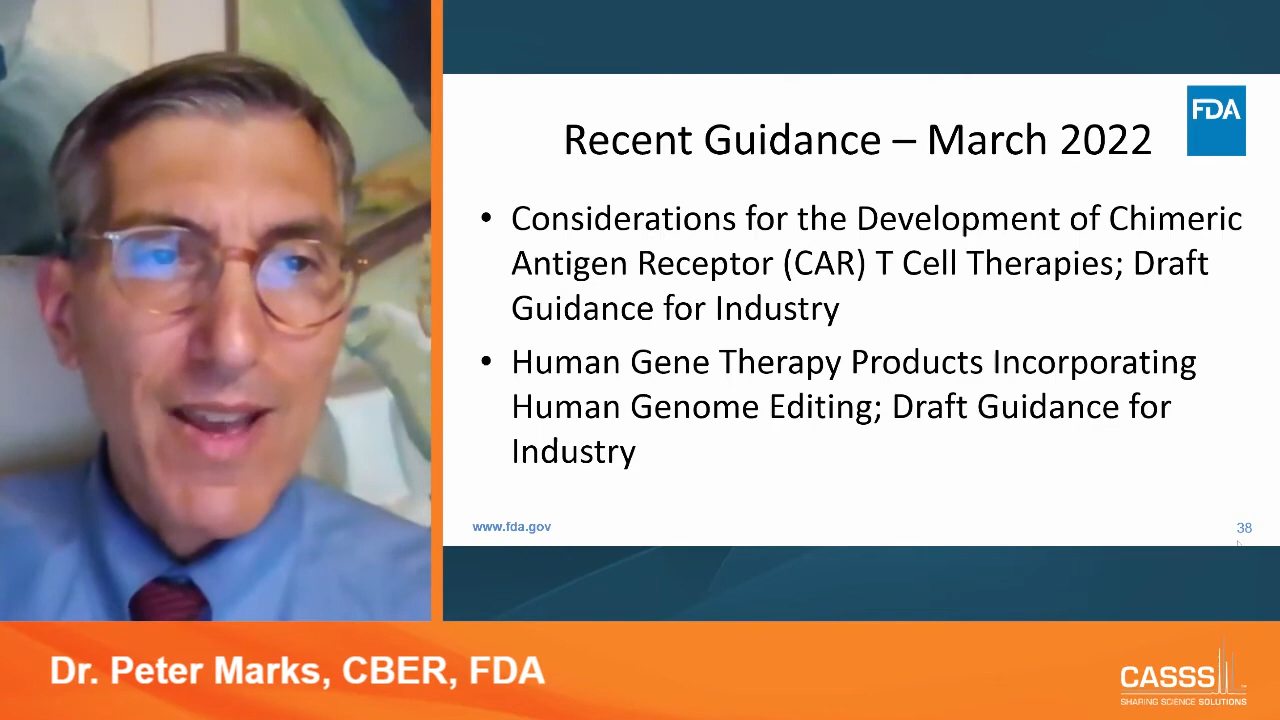 FDA
Recent Guidance – March 2022
• Considerations for the Development of Chimeric
Antigen Receptor (CAR) T Cell Therapies; Draft
Guidance for Industry
• Human Gene Therapy Products Incorporating
Human Genome Editing; Draft Guidance for
Industry
www.fda.gov
38
Dr. Peter Marks, CBER, FDA
CASSS
SHARING SCIENCE SOLUTIONS